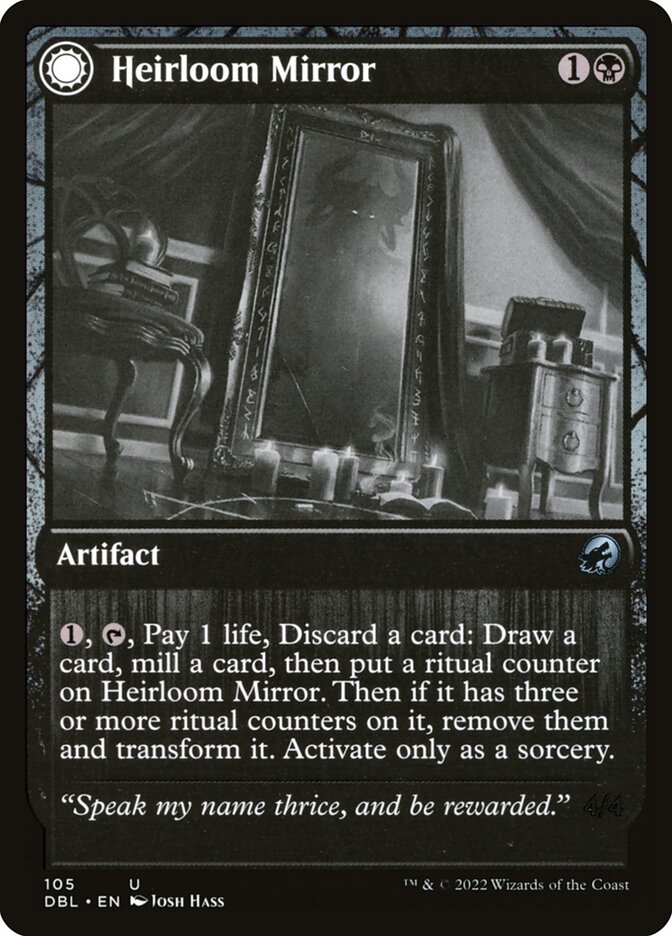 Heirloom Mirror 1
Artifact
1, , Pay 1 life, Discard a card: Draw a
card, mill a card, then put a ritual counter
on Heirloom Mirror. Then if it has three
or more ritual counters on it, remove them
and transform it. Activate only as a sorcery.
“Speak my name thrice, and be rewarded.” 4/4
105 U
DBL • EN Josh Hass
™ & © 2022 Wizards of the Coast